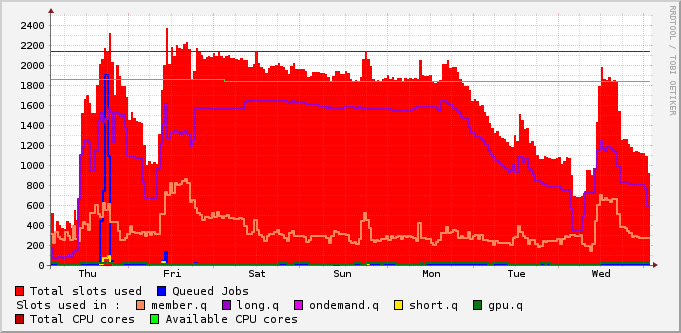 2400
2200
2000
1800
1600
1400
1200
1000
800
600
400
200
0
Thu Fri Sat Sun Mon Tue Wed
Total slots used Queued Jobs
Slots used in : member.q long.q ondemand.q short.q gpu.q
Total CPU cores Available CPU cores
RRDTOOL / TOBI OETIKER